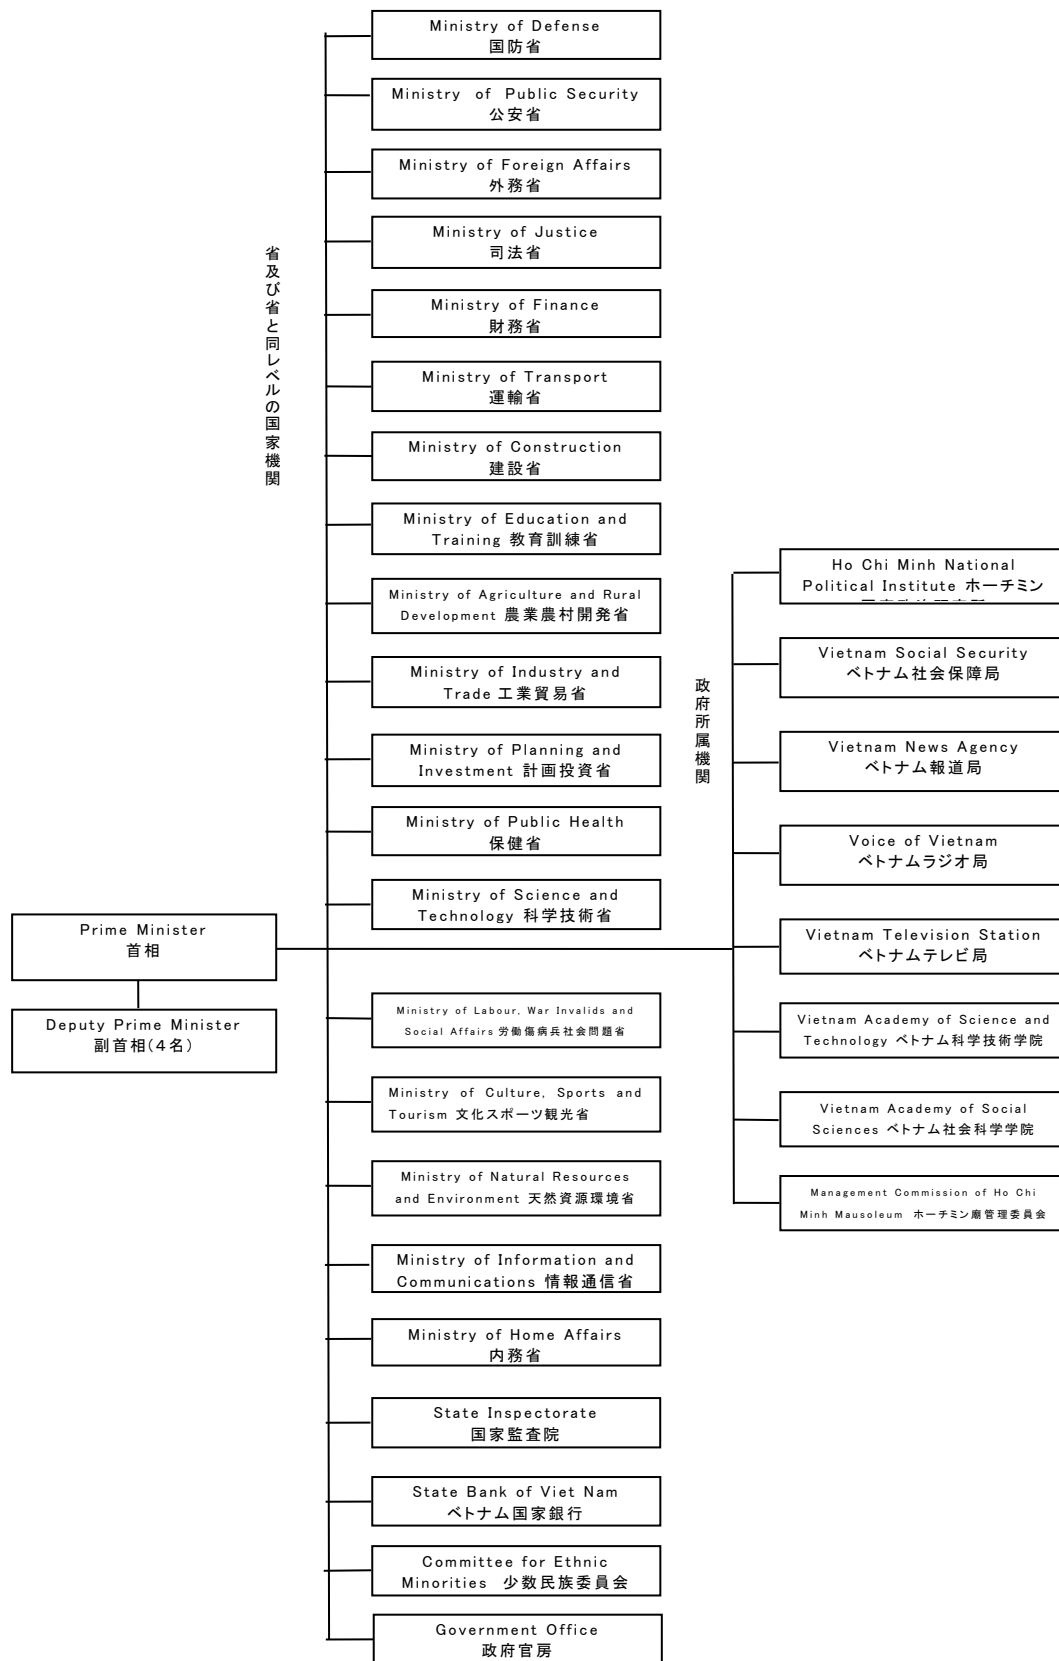 Ministry of Defense
国防省
Ministry of Public Security
公安省
Ministry of Foreign Affairs
外務省
Ministry of Justice
司法省
Ministry of Finance
財務省
Ministry of Transport
運輸省
Ministry of Construction
建設省
Ministry of Education and
Training 教育訓練省
Ministry of Agriculture and Rural
Development 農業農村開発省
Ministry of Industry and
Trade 工業貿易省
Ministry of Planning and
Investment 計画投資省
Ministry of Public Health
保健省
Ministry of Science and
Technology 科学技術省
省及び省と同レベルの国家機関
Prime Minister
首相
Deputy Prime Minister
副首相(4名)
Ministry of Labour, War Invalids and
Social Affairs 労働傷病兵社会問題省
Ministry of Culture, Sports and
Tourism 文化スポーツ観光省
Ministry of Natural Resources
and Environment 天然資源環境省
Ministry of Information and
Communications 情報通信省
Ministry of Home Affairs
内務省
State Inspectorate
国家監査院
State Bank of Viet Nam
ベトナム国家銀行
Committee for Ethnic
Minorities 少数民族委員会
Government Office
政府官房
政府所属機関
Ho Chi Minh National
Political Institute ホーチミン
Vietnam Social Security
ベトナム社会保障局
Vietnam News Agency
ベトナム報道局
Voice of Vietnam
ベトナムラジオ局
Vietnam Television Station
ベトナムテレビ局
Vietnam Academy of Science and
Technology ベトナム科学技術学院
Vietnam Academy of Social
Sciences ベトナム社会科学学院
Management Commission of Ho Chi
Minh Mausoleum ホーチミン廟管理委員会